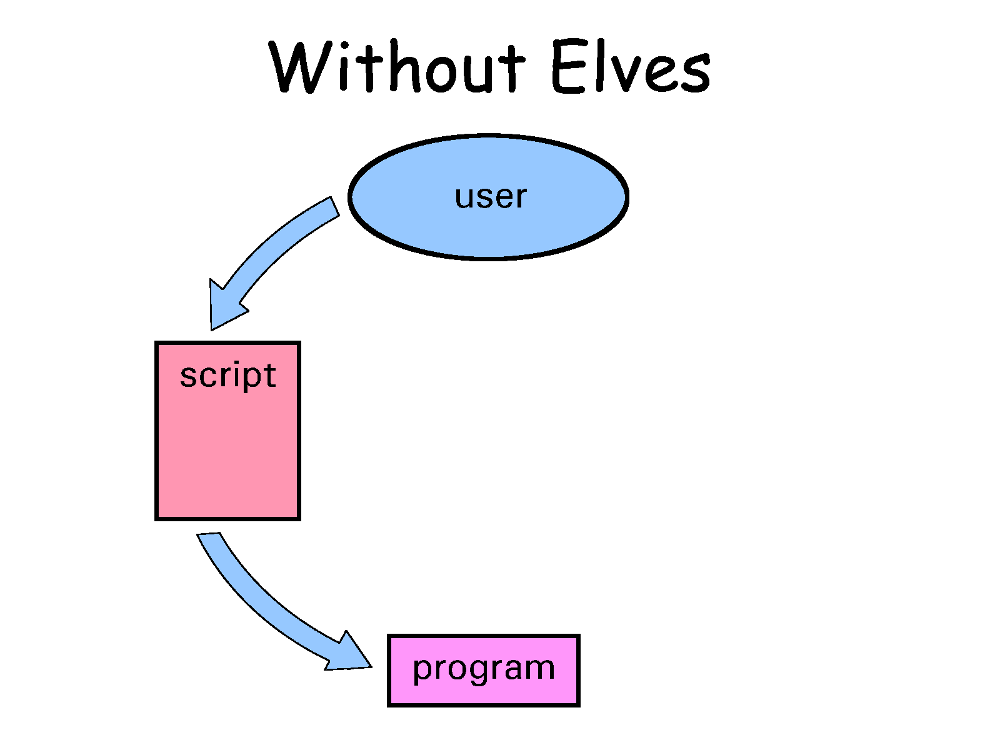 Without Elves
user
script
program